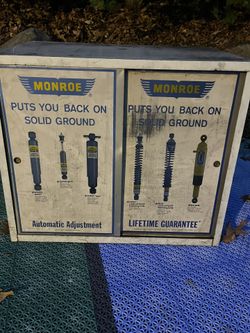 MONROE
PUTS YOU BACK ON
SOLID GROUND
Automatic Adjustment
MONROE
PUTS YOU BACK ON
SOLID GROUND
LIFETIME GUARANTEE*